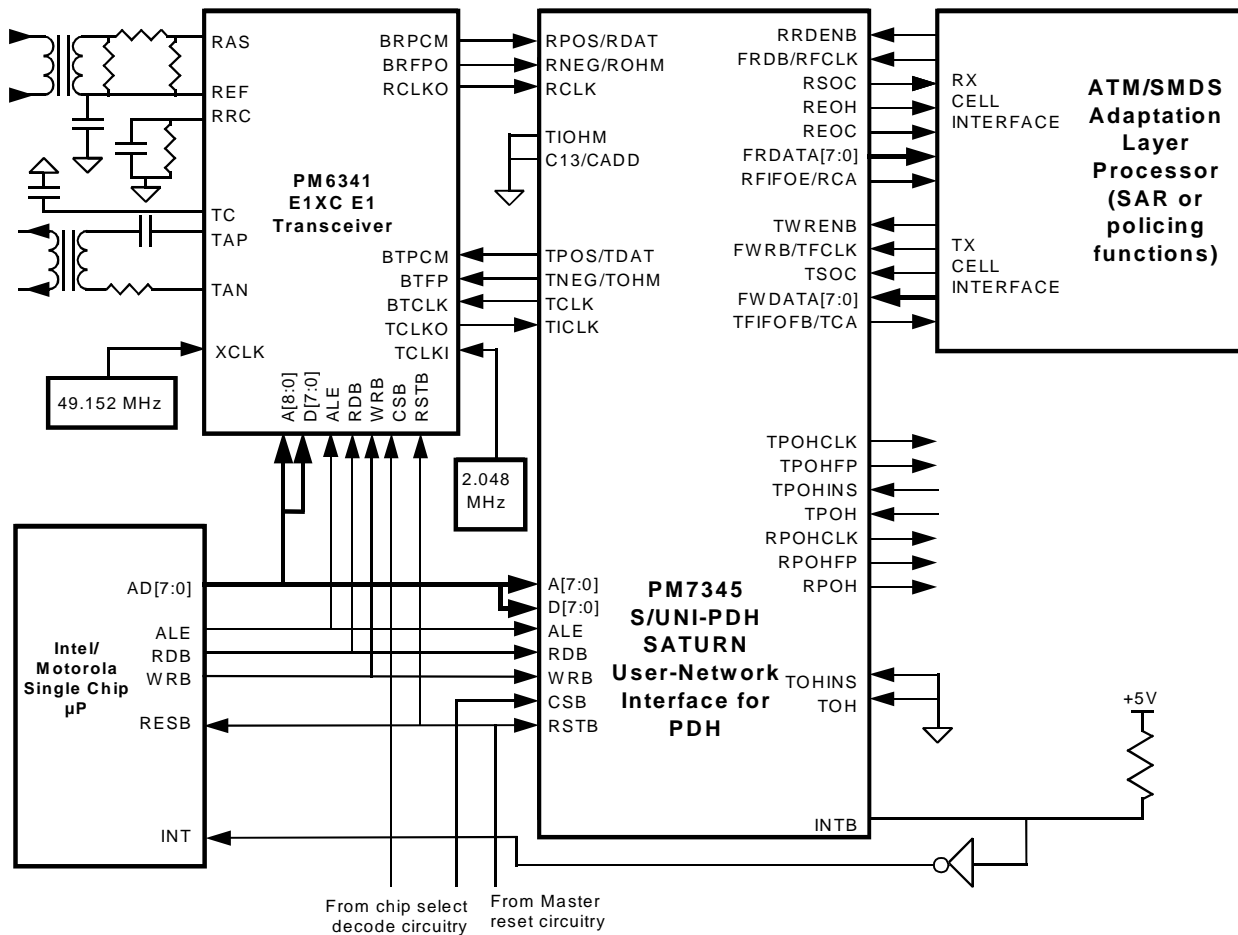 RAS
REF
RRC
TC
TAP
TAN
XCLK
BRPCM
BRFPO
RCLKO
PM6341
E1XC E1
Transceiver
BTPCM
BTFP
BTCLK
TCLKO
TCLKI
A[8:0]
D[7:0]
ALE
RDB
WRB
CSB
RSTB
49.152 MHz
2.048
MHz
RPOS/RDAT
RNEG/ROHM
RCLK
TIOHM
C13/CADD
TPOS/TDAT
TNEG/TOHM
TCLK
TICLK
A[7:0]
D[7:0]
ALE
RDB
WRB
CSB
RSTB
PM7345
S/UNI-PDH
SATURN
User-Network
Interface for
PDH
RRDENB
FRDB/RFCLK
RSOC
REOH
REOC
FRDATA[7:0]
RFIFOE/RCA
TWRENB
FWRB/TFCLK
TSOC
FWDATA[7:0]
TFIFOFB/TCA
TPOHCLK
TPOHFP
TPOHINS
TPOH
RPOHCLK
RPOHFP
RPOH
TOHINS
TOH
INTB
RX
CELL
INTERFACE
TX
CELL
INTERFACE
ATM/SMDS
Adaptation
Layer
Processor
(SAR or
policing
functions)
+5V
Intel/
Motorola
Single Chip
µP
AD[7:0]
ALE
RDB
WRB
RESB
INT
From chip select
decode circuitry
From Master
reset circuitry